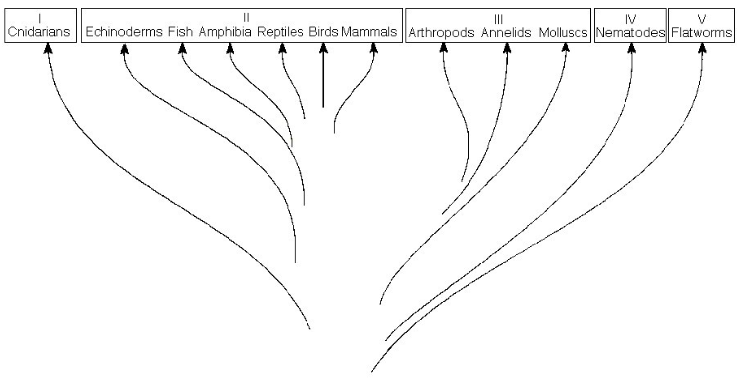 I
Cnidarians
II
Echinoderms Fish Amphibia Reptiles Birds Mammals
III
Arthropods Annelids Molluscs
IV
Nematodes
V
Flatworms